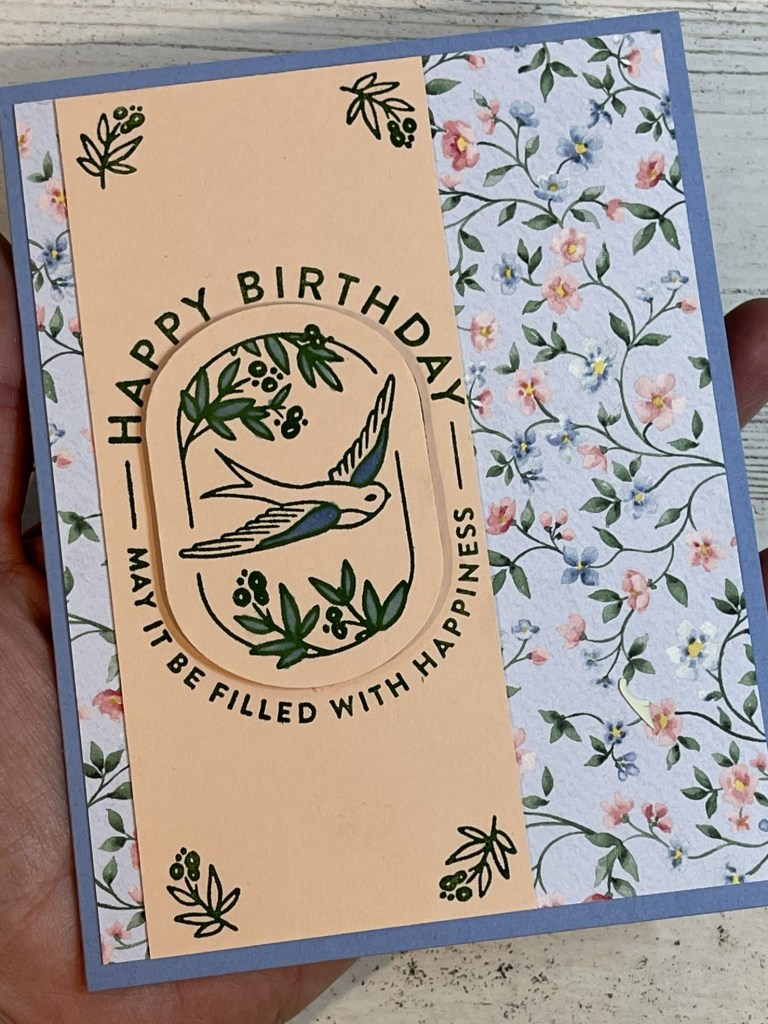 HAPPY BIRTHDAY
MAY IT BE FILLED WITH HAPPINESS